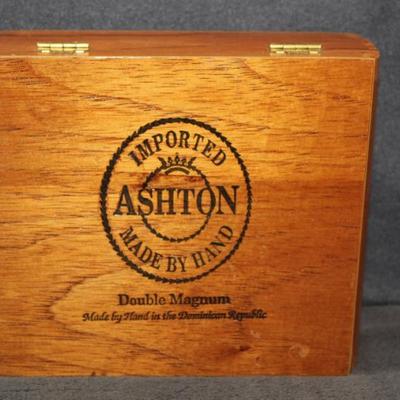 IMPORTED
ASHTON
MADE BY HAND
Double Magnum
Made by Hand in the Dominican Republic